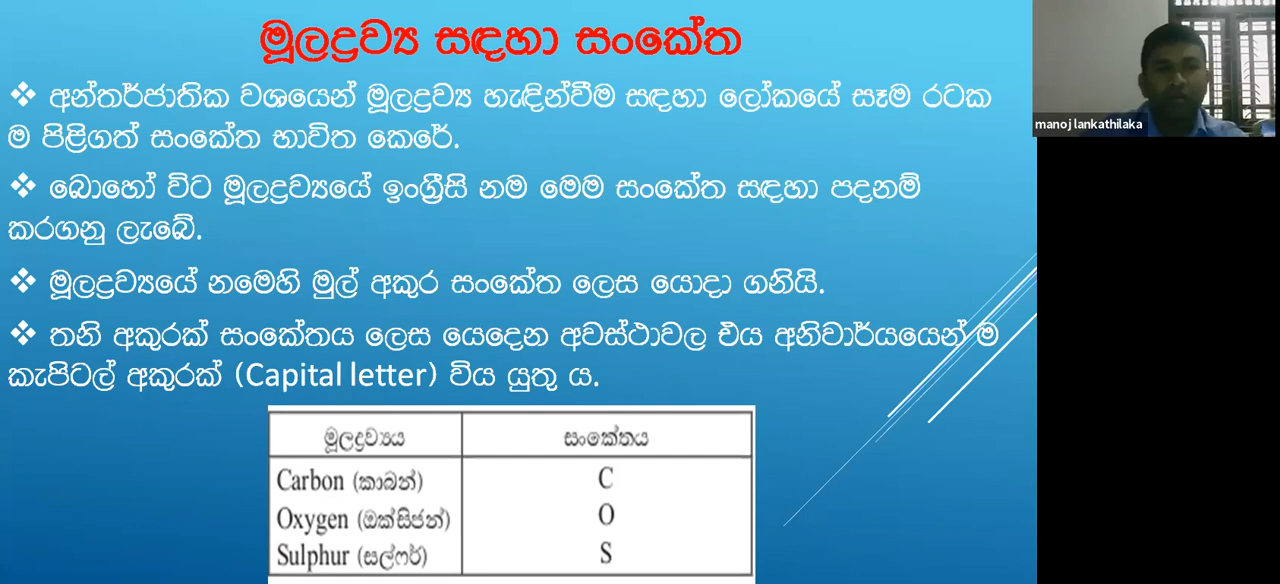 මූලද්‍රව්‍ය සඳහා සංකේත
manoj lankathilaka
❖ අන්තර්ජාතික වශයෙන් මූලද්‍රව්‍ය හැඳින්වීම සඳහා ලෝකයේ සෑම රටක
ම පිළිගත් සංකේත භාවිත කෙරේ.
❖ බොහෝ විට මූලද්‍රව්‍යයේ ඉංග්‍රීසි නම මෙම සංකේත සඳහා පදනම්
කරගනු ලැබේ.
❖ මූලද්‍රව්‍යයේ නමෙහි මුල් අකුර සංකේත ලෙස යොදා ගනියි.
❖ තනි අකුරක් සංකේතය ලෙස යෙදෙන අවස්ථාවල එය අනිවාර්යයෙන් ම
කැපිටල් අකුරක් (Capital letter) විය යුතු ය.
මූලද්‍රව්‍යය සංකේතය
Carbon (කාබන්) C
Oxygen (ඔක්සිජන්) O
Sulphur (සල්ෆර්) S